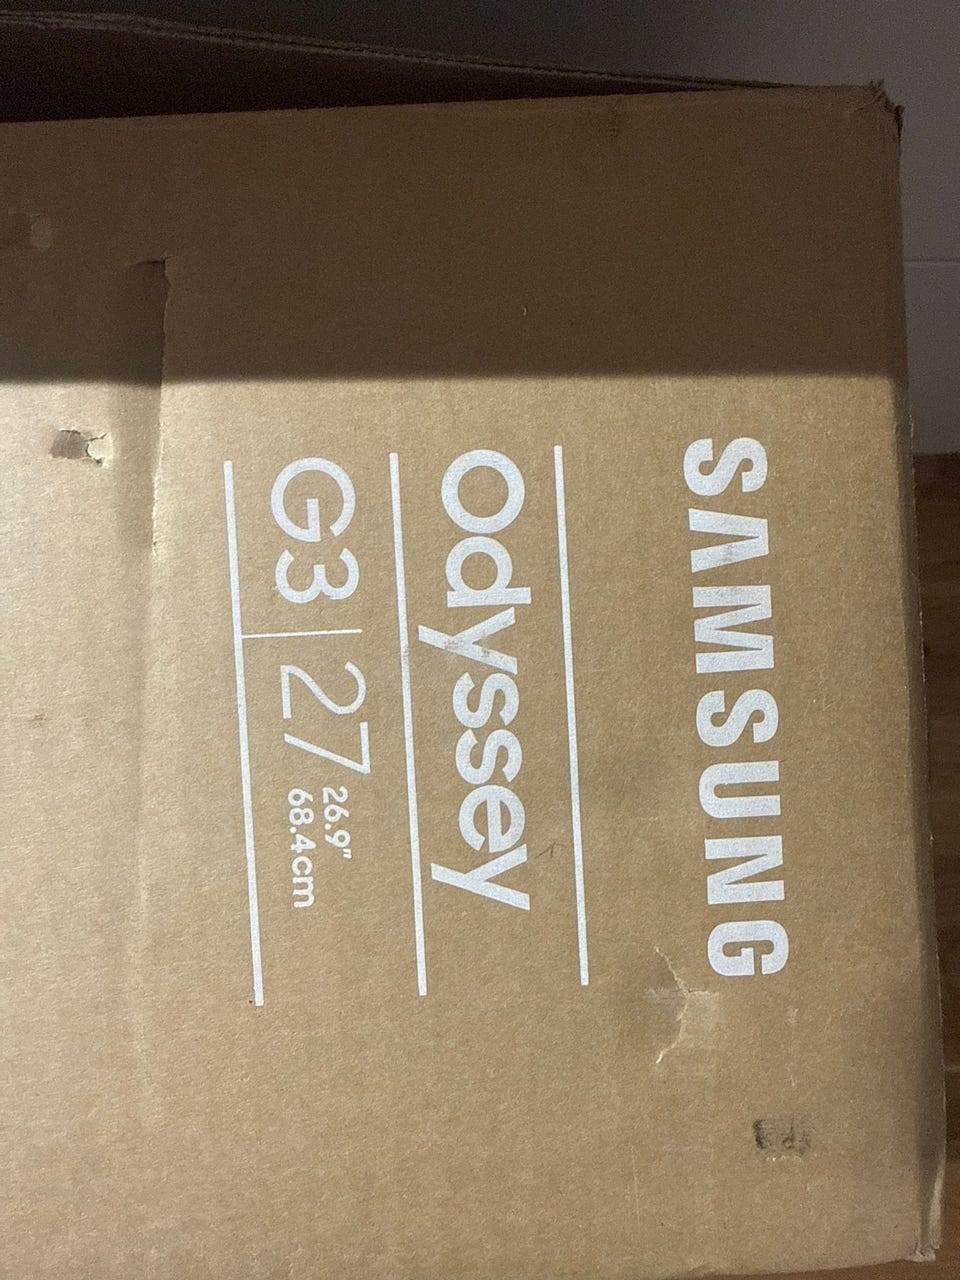 SAMSUNG
Odyssey
G3 27 26.9"
68.4cm